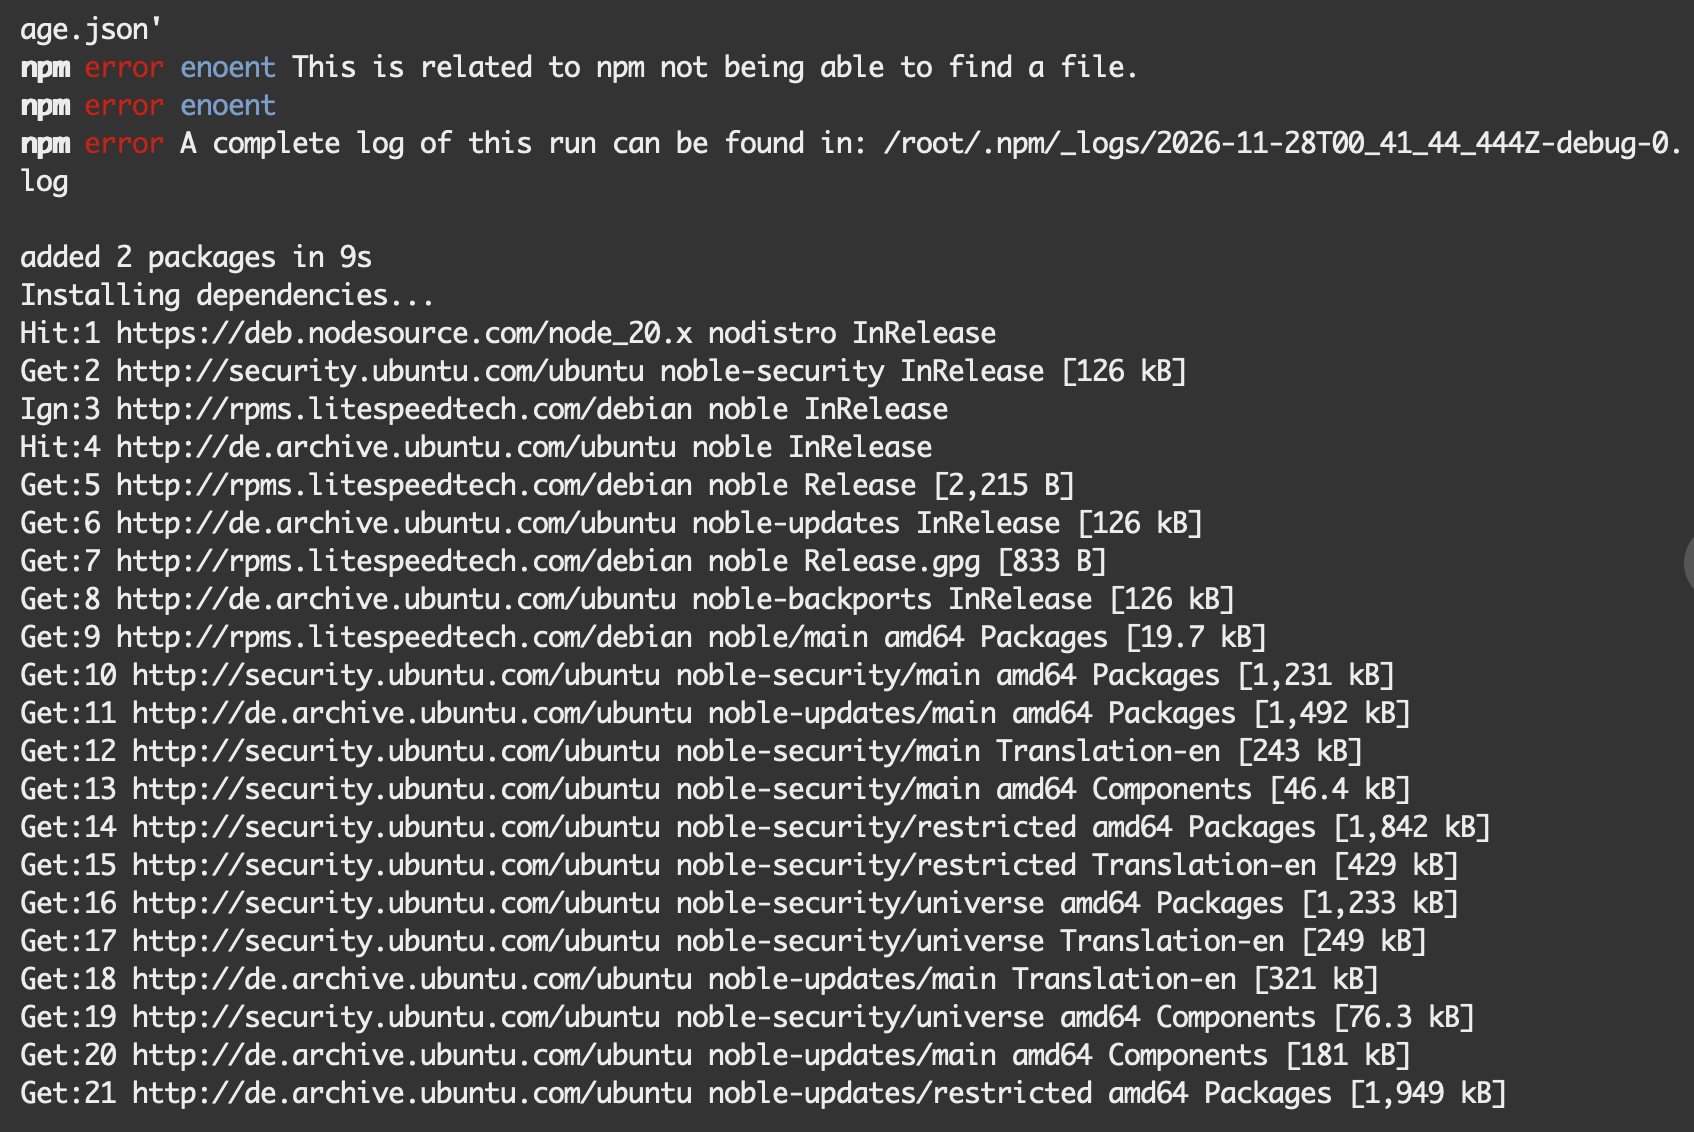 age.json'
npm error enoent This is related to npm not being able to find a file.
npm error enoent
npm error A complete log of this run can be found in: /root/.npm/_logs/2026-11-28T00_41_44_444Z-debug-0.
log
added 2 packages in 9s
Installing dependencies...
Hit:1 https://deb.nodesource.com/node_20.x nodistro InRelease
Get:2 http://security.ubuntu.com/ubuntu noble-security InRelease [126 kB]
Ign:3 http://rpms.litespeedtech.com/debian noble InRelease
Hit:4 http://de.archive.ubuntu.com/ubuntu noble InRelease
Get:5 http://rpms.litespeedtech.com/debian noble Release [2,215 B]
Get:6 http://de.archive.ubuntu.com/ubuntu noble-updates InRelease [126 kB]
Get:7 http://rpms.litespeedtech.com/debian noble Release.gpg [833 B]
Get:8 http://de.archive.ubuntu.com/ubuntu noble-backports InRelease [126 kB]
Get:9 http://rpms.litespeedtech.com/debian noble/main amd64 Packages [19.7 kB]
Get:10 http://security.ubuntu.com/ubuntu noble-security/main amd64 Packages [1,231 kB]
Get:11 http://de.archive.ubuntu.com/ubuntu noble-updates/main amd64 Packages [1,492 kB]
Get:12 http://security.ubuntu.com/ubuntu noble-security/main Translation-en [243 kB]
Get:13 http://security.ubuntu.com/ubuntu noble-security/main amd64 Components [46.4 kB]
Get:14 http://security.ubuntu.com/ubuntu noble-security/restricted amd64 Packages [1,842 kB]
Get:15 http://security.ubuntu.com/ubuntu noble-security/restricted Translation-en [429 kB]
Get:16 http://security.ubuntu.com/ubuntu noble-security/universe amd64 Packages [1,233 kB]
Get:17 http://security.ubuntu.com/ubuntu noble-security/universe Translation-en [249 kB]
Get:18 http://de.archive.ubuntu.com/ubuntu noble-updates/main Translation-en [321 kB]
Get:19 http://security.ubuntu.com/ubuntu noble-security/universe amd64 Components [76.3 kB]
Get:20 http://de.archive.ubuntu.com/ubuntu noble-updates/main amd64 Components [181 kB]
Get:21 http://de.archive.ubuntu.com/ubuntu noble-updates/restricted amd64 Packages [1,949 kB]